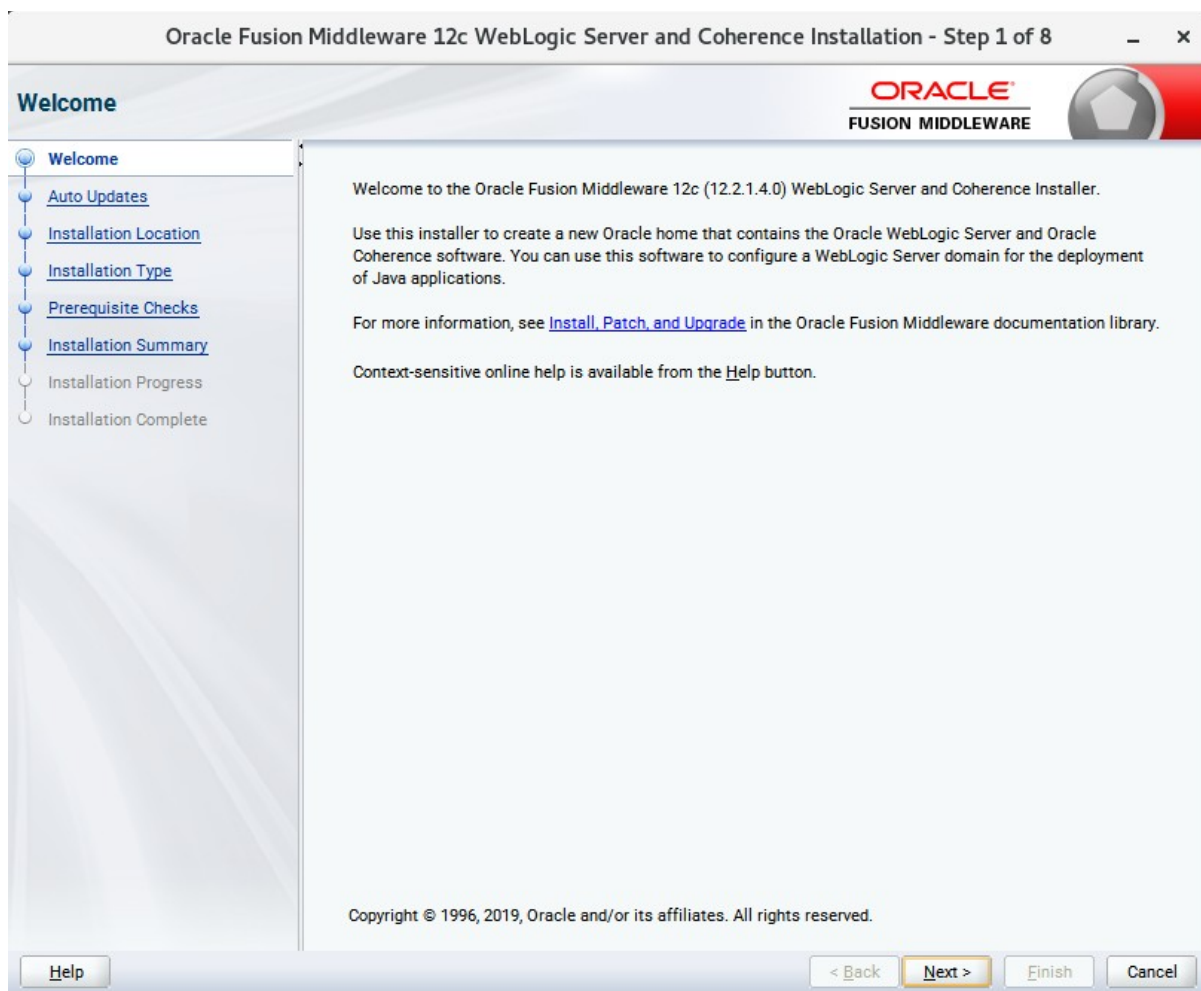 Oracle Fusion Middleware 12c WebLogic Server and Coherence Installation - Step 1 of 8
Welcome
ORACLE
FUSION MIDDLEWARE
Welcome
Auto Updates
Installation Location
Installation Type
Prerequisite Checks
Installation Summary
Installation Progress
Installation Complete
Welcome to the Oracle Fusion Middleware 12c (12.2.1.4.0) WebLogic Server and Coherence Installer.
Use this installer to create a new Oracle home that contains the Oracle WebLogic Server and Oracle
Coherence software. You can use this software to configure a WebLogic Server domain for the deployment
of Java applications.
For more information, see Install, Patch, and Upgrade in the Oracle Fusion Middleware documentation library.
Context-sensitive online help is available from the Help button.
Copyright © 1996, 2019, Oracle and/or its affiliates. All rights reserved.
Help
< Back
Next >
Finish
Cancel